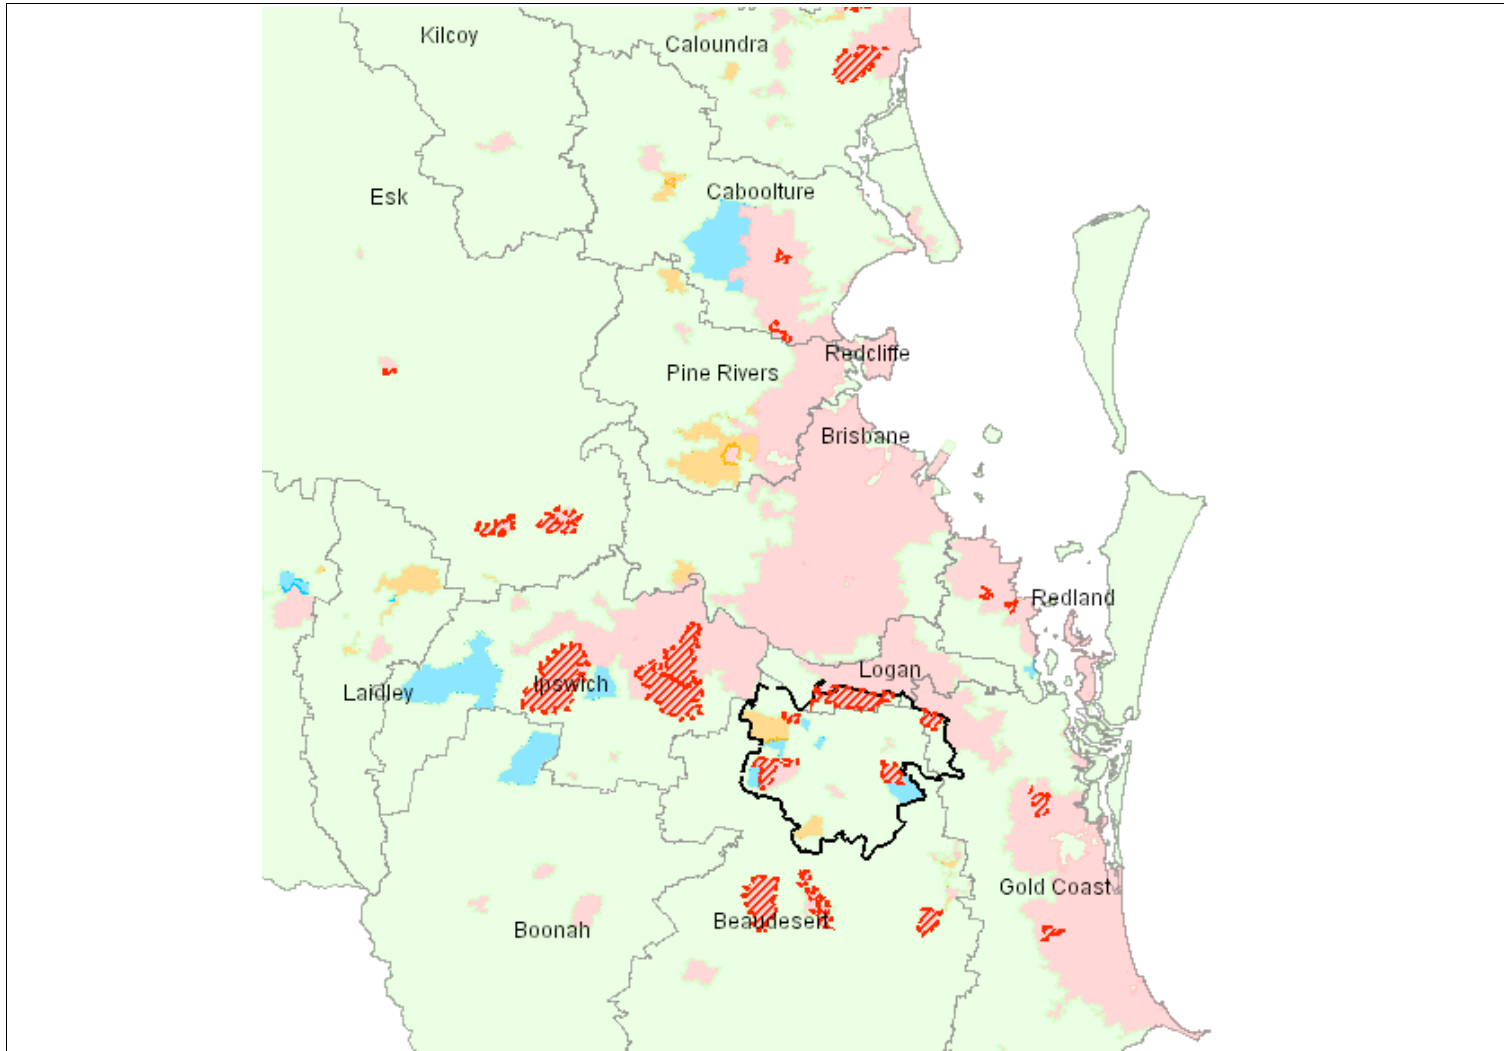 Kilcoy
Caloundra
Esk
Caboolture
Redcliffe
Pine Rivers
Brisbane
Redland
Logan
Ipswich
Laidley
Gold Coast
Beaudesert
Boonah